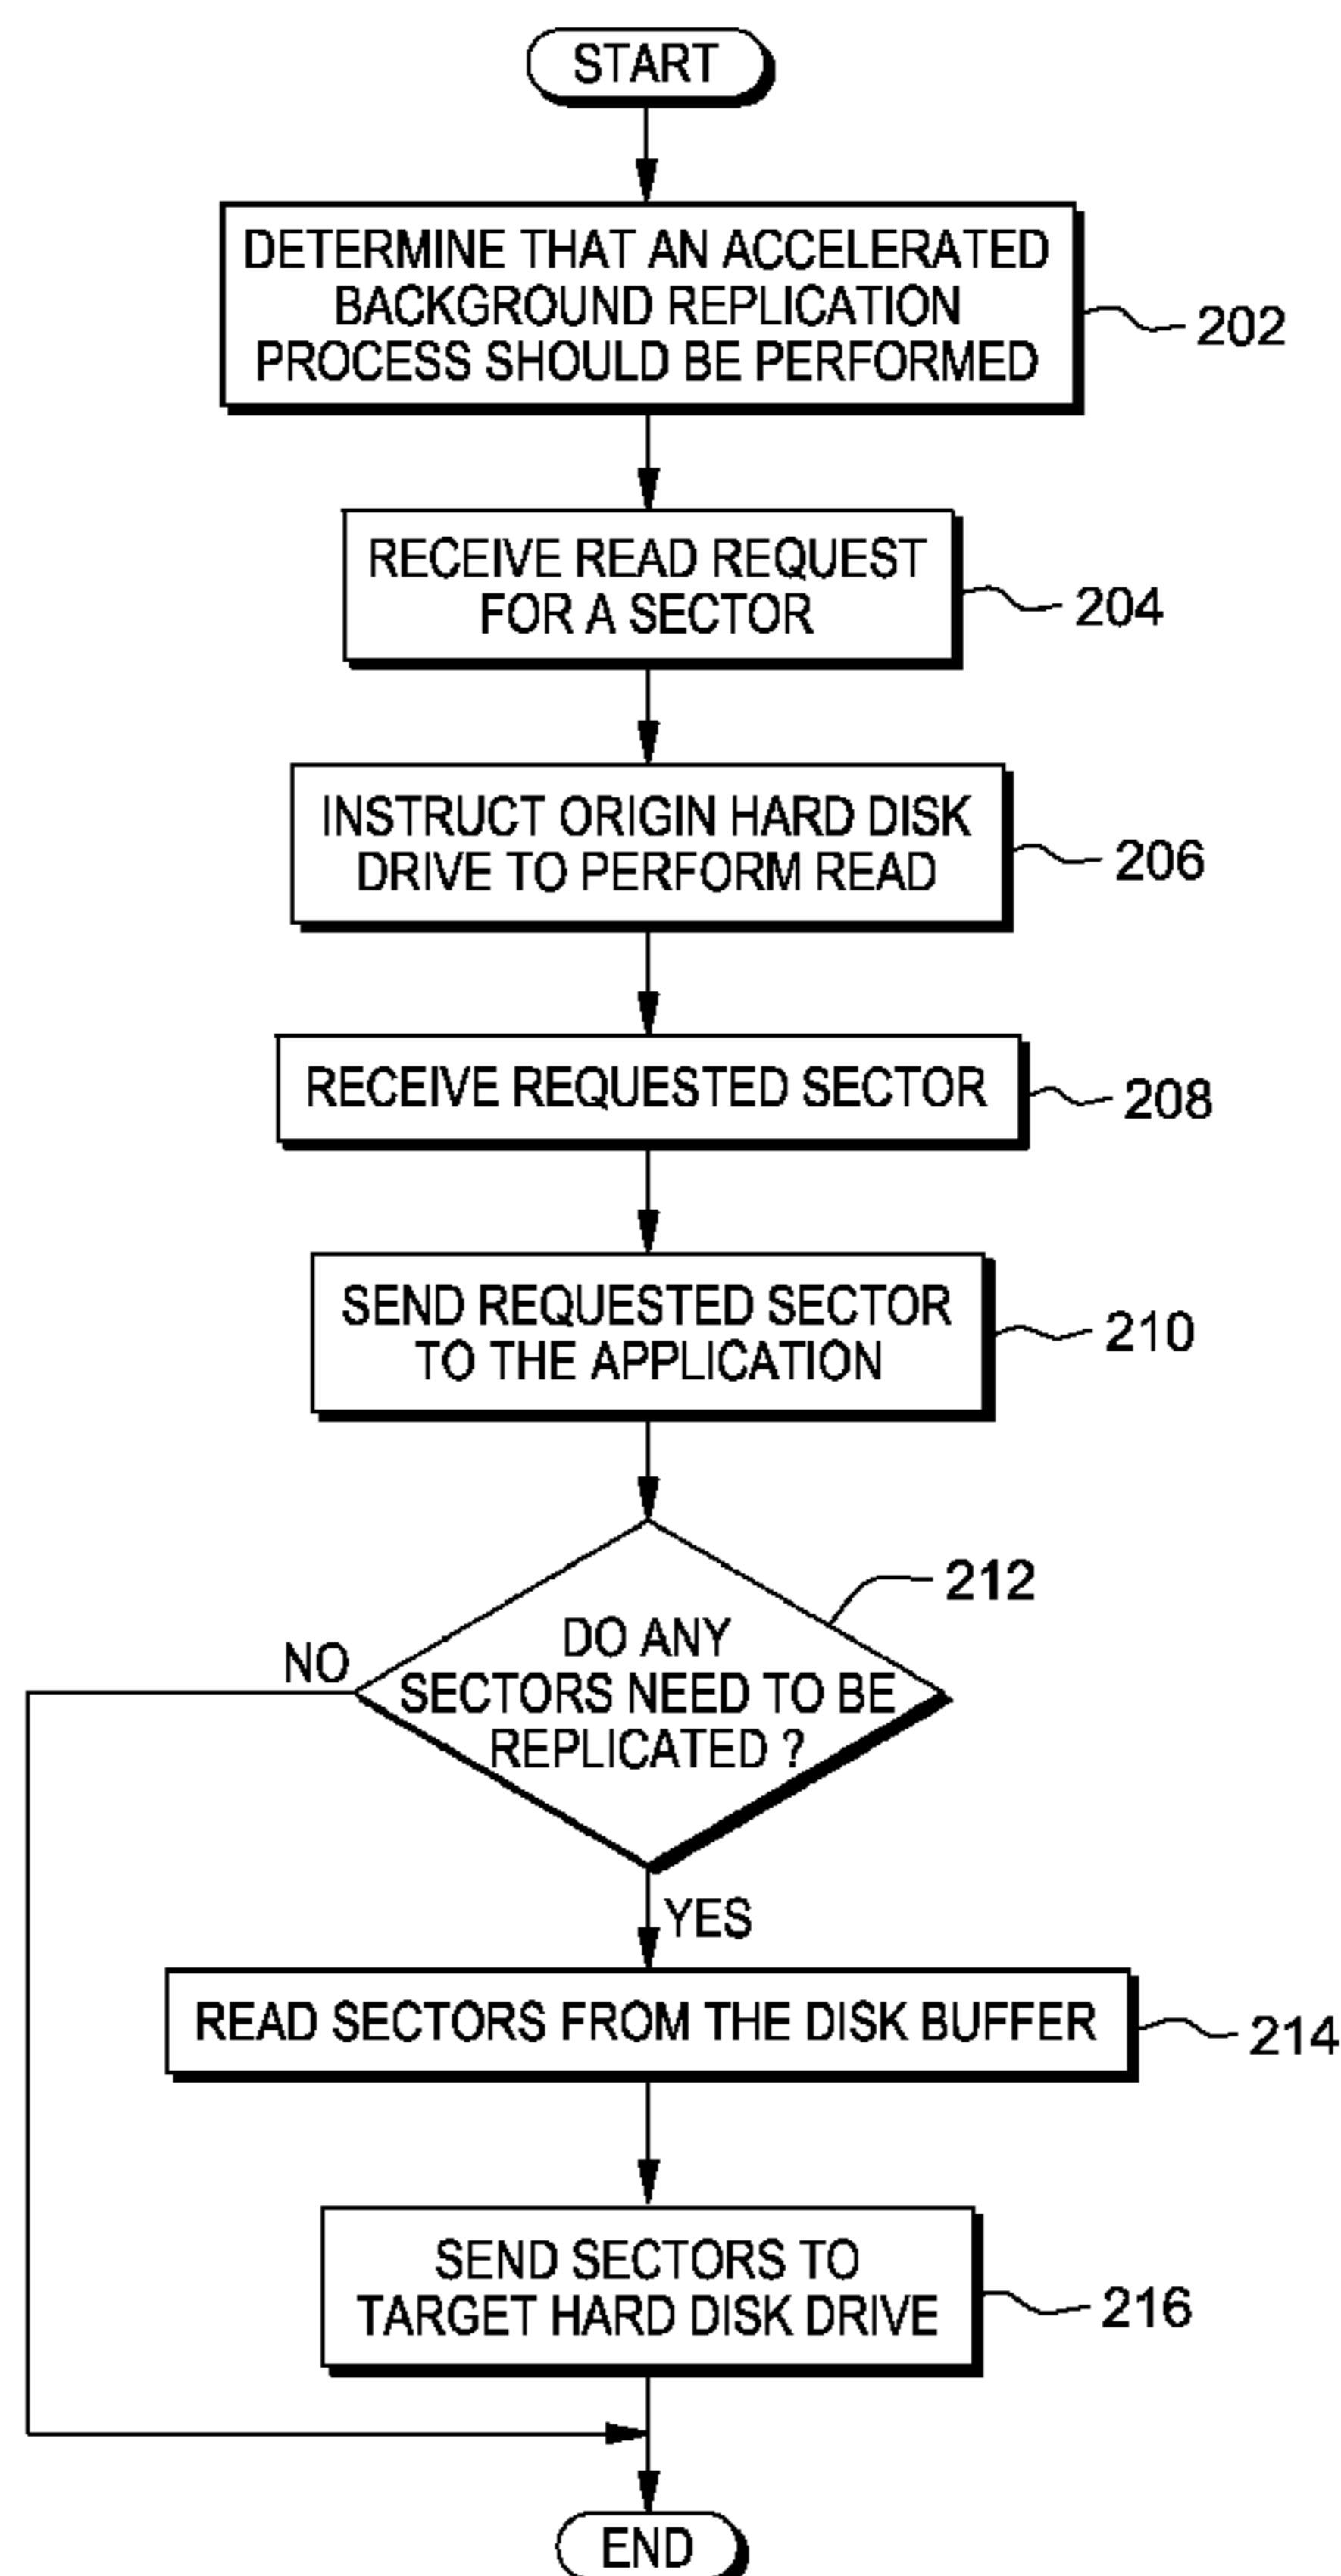 START
DETERMINE THAT AN ACCELERATED
BACKGROUND REPLICATION
PROCESS SHOULD BE PERFORMED
202
RECEIVE READ REQUEST
FOR A SECTOR
204
INSTRUCT ORIGIN HARD DISK
DRIVE TO PERFORM READ
206
RECEIVE REQUESTED SECTOR
208
SEND REQUESTED SECTOR
TO THE APPLICATION
210
212
DO ANY
SECTORS NEED TO BE
REPLICATED ?
NO
YES
READ SECTORS FROM THE DISK BUFFER
214
SEND SECTORS TO
TARGET HARD DISK DRIVE
216
END